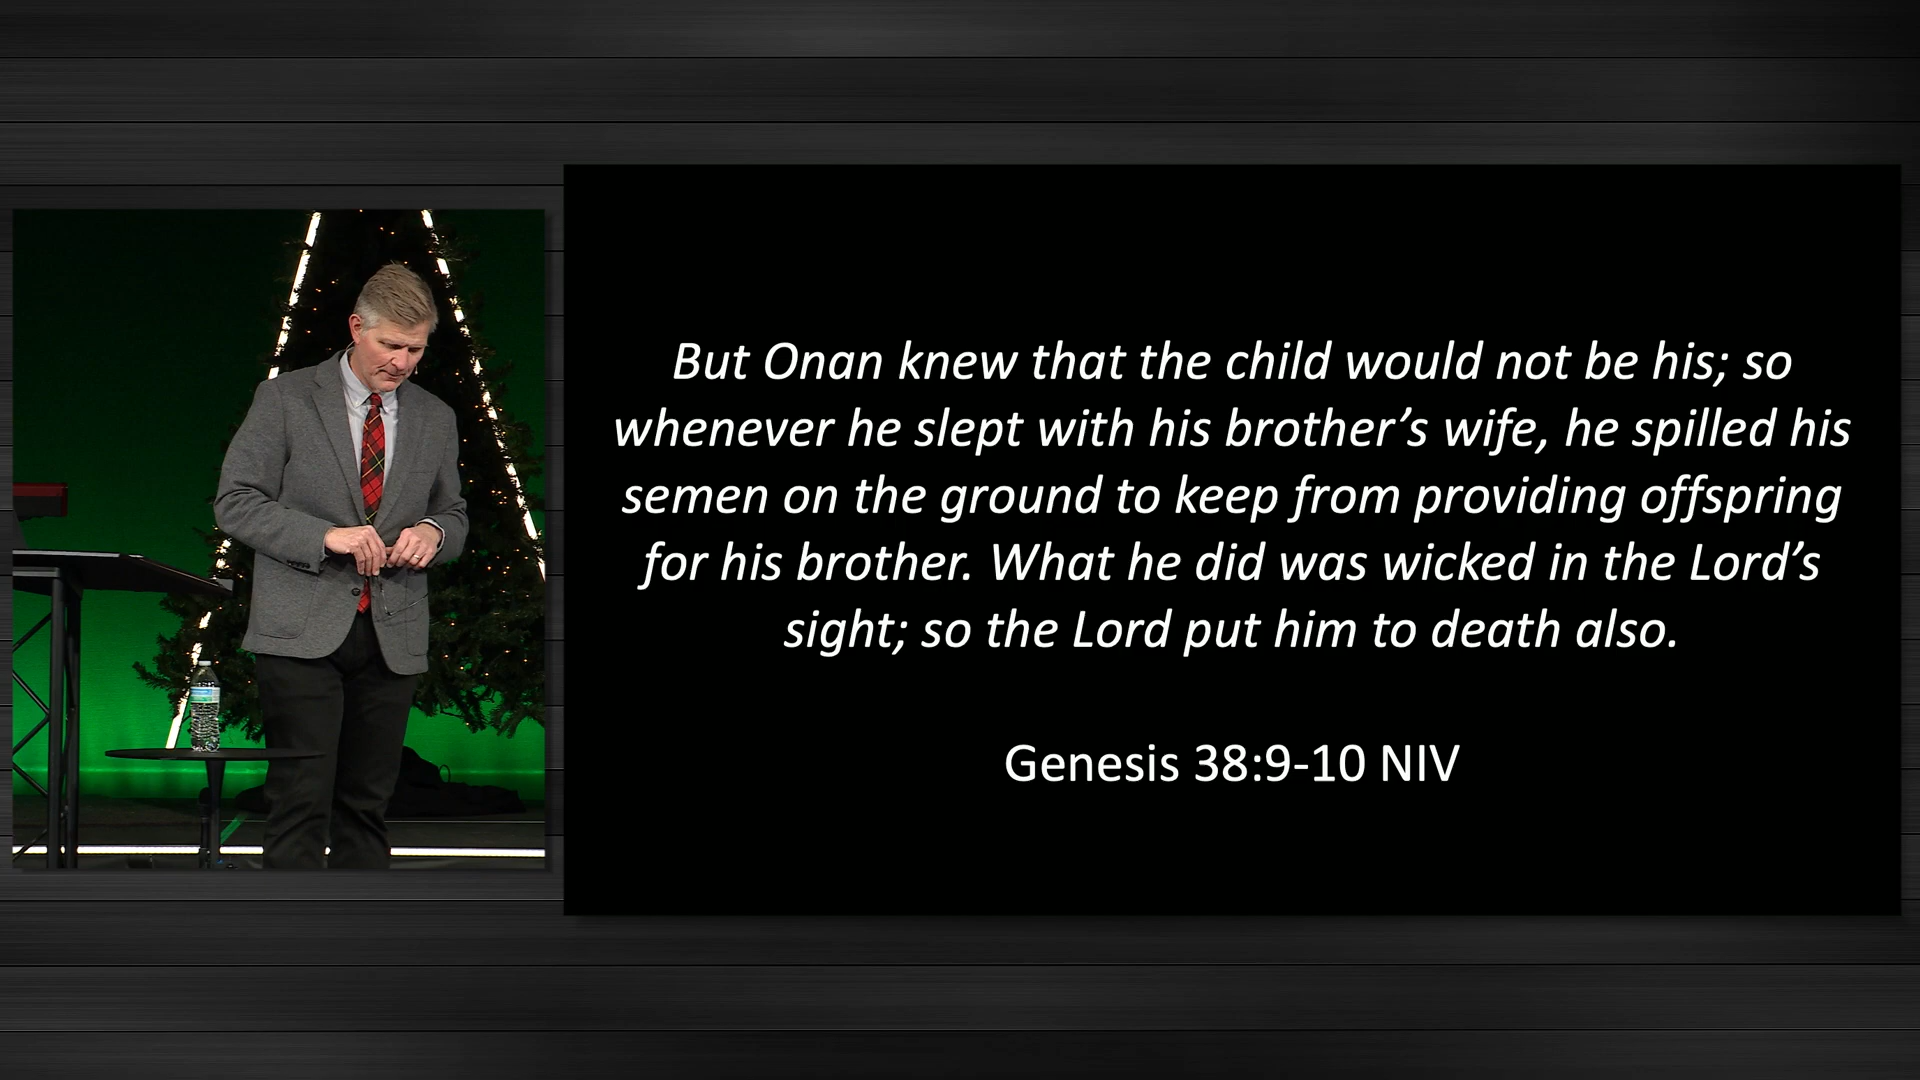 But Onan knew that the child would not be his; so
whenever he slept with his brother’s wife, he spilled his
semen on the ground to keep from providing offspring
for his brother. What he did was wicked in the Lord’s
sight; so the Lord put him to death also.
Genesis 38:9-10 NIV